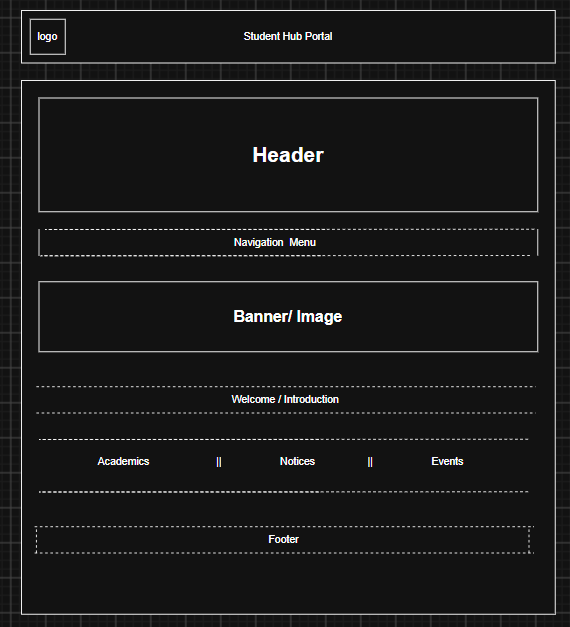 logo
Student Hub Portal
Header
Navigation  Menu
Banner/ Image
Welcome / Introduction
Academics || Notices || Events
Footer